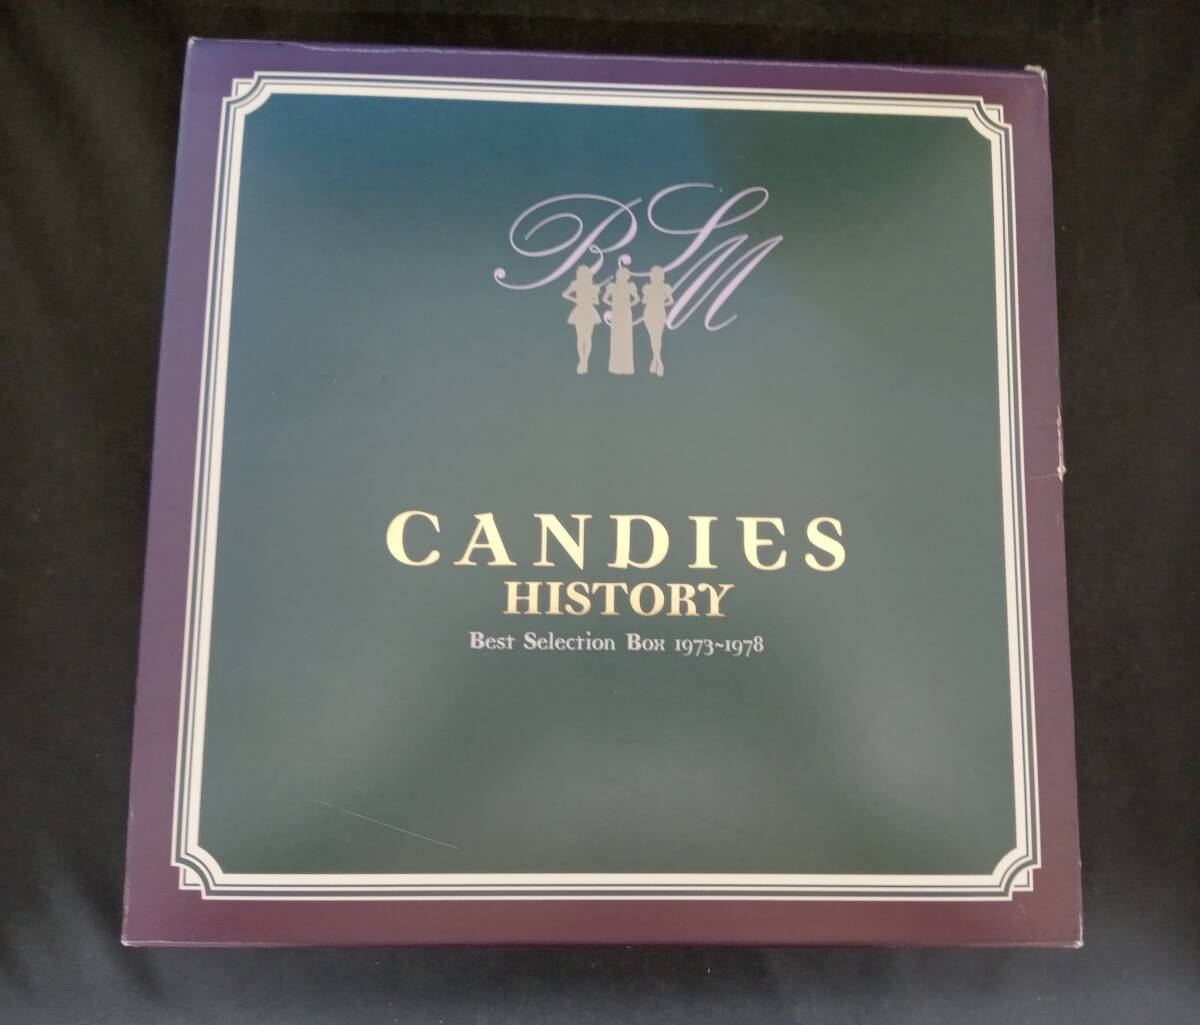 RSM
CANDIES
HISTORY
Best Selection Box 1973~1978